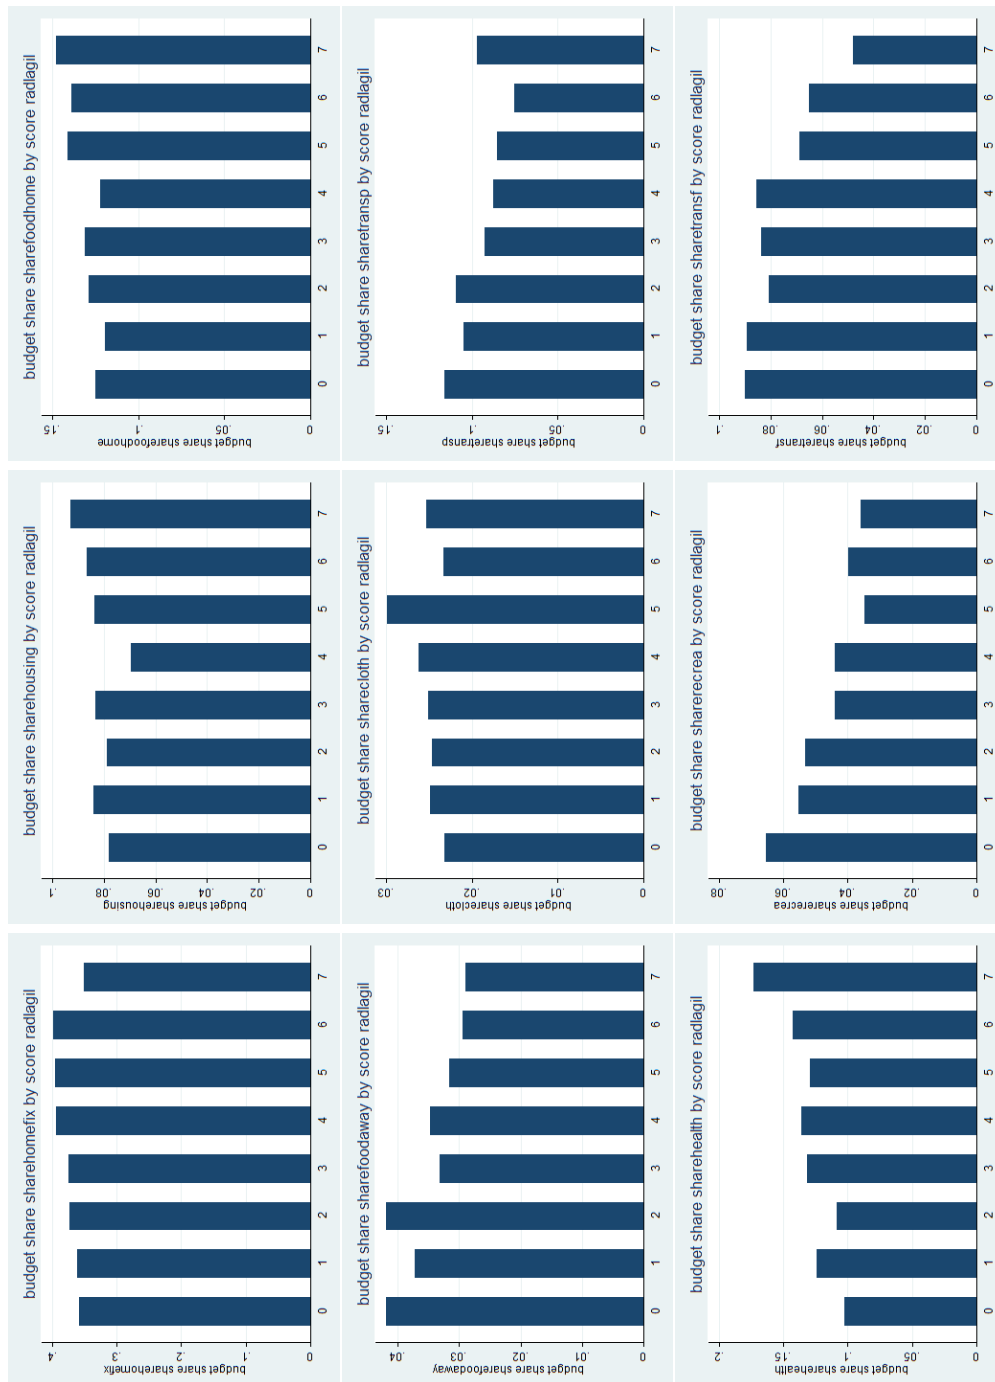 budget share sharehomefix by score radlagil
budget share sharehomefix
.4
.3
.2
.1
0
0 1 2 3 4 5 6 7
budget share sharehousing by score radlagil
budget share sharehousing
.1
.08
.06
.04
.02
0
0 1 2 3 4 5 6 7
budget share sharefoodhome by score radlagil
budget share sharefoodhome
.15
.1
.05
0
0 1 2 3 4 5 6 7
budget share sharefoodaway by score radlagil
budget share sharefoodaway
.04
.03
.02
.01
0
0 1 2 3 4 5 6 7
budget share sharecloth by score radlagil
budget share sharecloth
.03
.02
.01
0
0 1 2 3 4 5 6 7
budget share sharetransp by score radlagil
budget share sharetransp
.15
.1
.05
0
0 1 2 3 4 5 6 7
budget share sharehealth by score radlagil
budget share sharehealth
.2
.15
.1
.05
0
0 1 2 3 4 5 6 7
budget share sharerecrea by score radlagil
budget share sharerecrea
.08
.06
.04
.02
0
0 1 2 3 4 5 6 7
budget share sharetransf by score radlagil
budget share sharetransf
.1
.08
.06
.04
.02
0
0 1 2 3 4 5 6 7